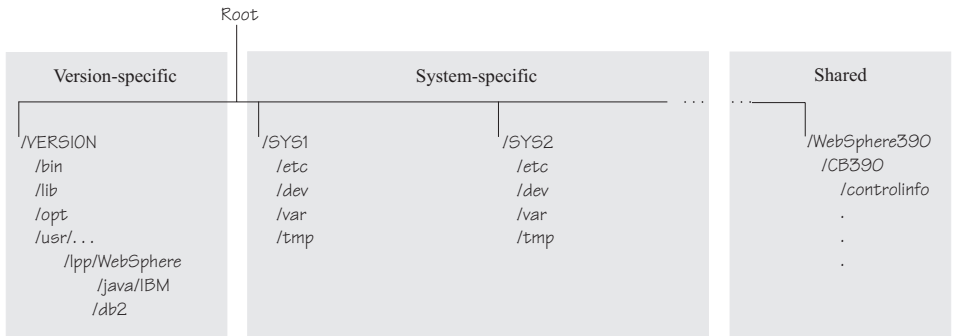 Root
Version-specific
System-specific
Shared
. . .
. . .
/VERSION
/bin
/lib
/opt
/usr/. . .
/lpp/WebSphere
/java/IBM
/db2
/SYS1
/etc
/dev
/var
/tmp
/SYS2
/etc
/dev
/var
/tmp
/WebSphere390
/CB390
/controlinfo
.
.
.